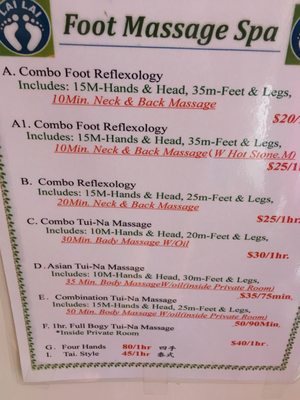 LAI LAI
Foot Massage Spa
A. Combo Foot Reflexology
Includes: 15M-Hands & Head, 35m-Feet & Legs,
10Min. Neck & Back Massage
$20/
A1. Combo Foot Reflexology
Includes: 15M-Hands & Head, 35m-Feet & Legs,
10Min. Neck & Back Massage( W Hot Stone.M)
$25/1
B. Combo Reflexology
Includes: 15M-Hands & Head, 25m-Feet & Legs,
20Min. Neck & Back Massage
$25/1hr
C. Combo Tui-Na Massage
Includes: 10M-Hands & Head, 20m-Feet & Legs,
30Min. Body Massage W/Oil
$30/1hr.
D. Asian Tui-Na Massage
Includes: 10M-Hands & Head, 30m-Feet & Legs,
35 Min. Body Massage W/oil(inside Private Room)
$35/75min.
E. Combination Tui-Na Massage
Includes: 15M-Hands & Head, 25m-Feet & Legs,
50 Min. Body Massage W/oil(inside Private Room)
50/90Min.
F. 1hr. Full Bogy Tui-Na Massage
*Inside Private Room
$40/1hr.
G. Four Hands 80/1hr 四手
1. Tai. Style 45/1hr 泰式